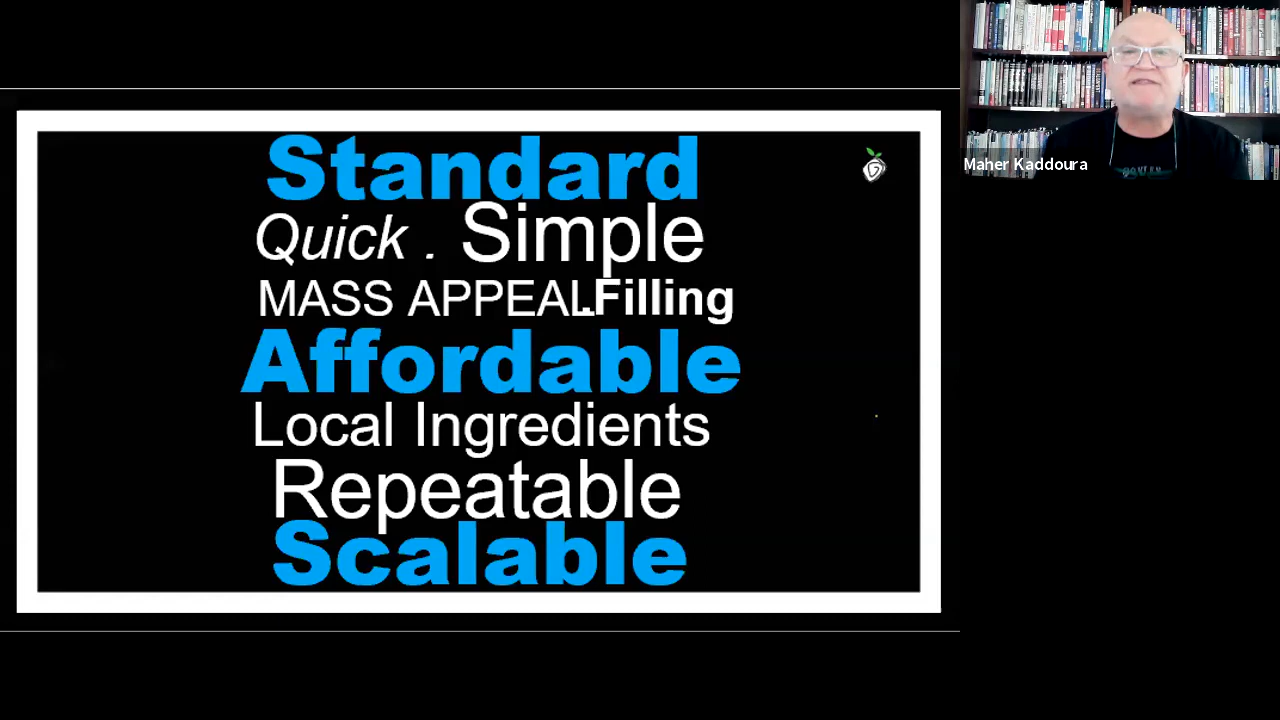 Standard
Quick . Simple
MASS APPEAL.Filling
Affordable
Local Ingredients
Repeatable
Scalable
Maher Kaddoura